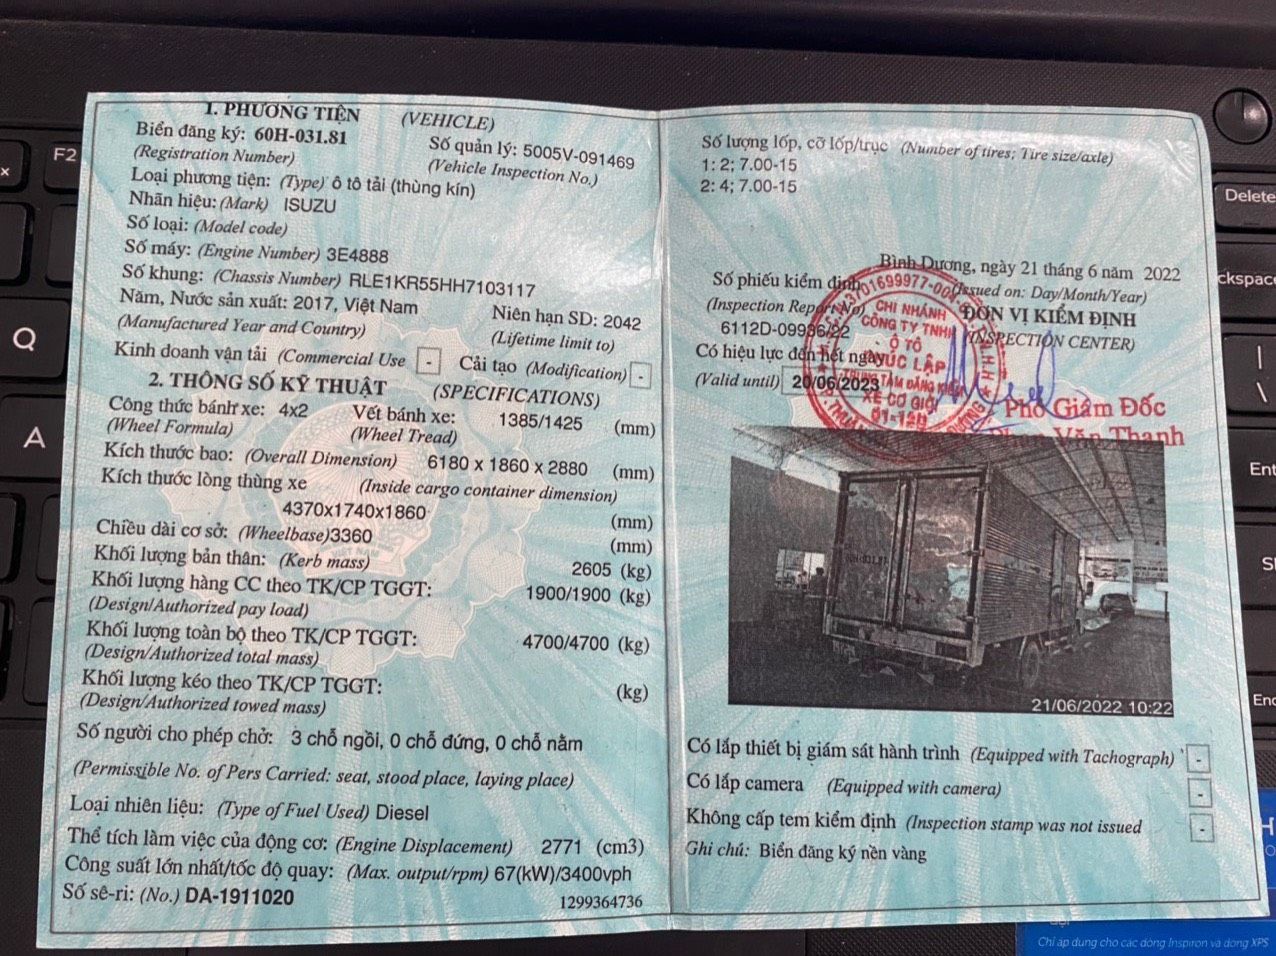 1. PHƯƠNG TIỆN (VEHICLE)
Biển đăng ký: 60H-031.81 Số quản lý: 5005V-091469
(Registration Number) (Vehicle Inspection No.)
Loại phương tiện: (Type) ô tô tải (thùng kín)
Nhãn hiệu: (Mark) ISUZU
Số loại: (Model code)
Số máy: (Engine Number) 3E4888
Số khung: (Chassis Number) RLE1KR55HH7103117
Năm, Nước sản xuất: 2017, Việt Nam Niên hạn SD: 2042
(Manufactured Year and Country) (Lifetime limit to)
Kinh doanh vận tải (Commercial Use - Cải tạo (Modification) -
2. THÔNG SỐ KỸ THUẬT (SPECIFICATIONS)
Công thức bánh xe: 4x2 Vết bánh xe: 1385/1425 (mm)
(Wheel Formula) (Wheel Tread)
Kích thước bao: (Overall Dimension) 6180 x 1860 x 2880 (mm)
Kích thước lòng thùng xe (Inside cargo container dimension)
4370x1740x1860 (mm)
Chiều dài cơ sở: (Wheelbase)3360 (mm)
Khối lượng bản thân: (Kerb mass) 2605 (kg)
Khối lượng hàng CC theo TK/CP TGGT: 1900/1900 (kg)
(Design/Authorized pay load)
Khối lượng toàn bộ theo TK/CP TGGT: 4700/4700 (kg)
(Design/Authorized total mass)
Khối lượng kéo theo TK/CP TGGT: (kg)
(Design/Authorized towed mass)
Số người cho phép chở: 3 chỗ ngồi, 0 chỗ đứng, 0 chỗ nằm
(Permissible No. of Pers Carried: seat, stood place, laying place)
Loại nhiên liệu: (Type of Fuel Used) Diesel
Thể tích làm việc của động cơ: (Engine Displacement) 2771 (cm3)
Công suất lớn nhất/tốc độ quay: (Max. output/rpm) 67(kW)/3400vph
Số sê-ri: (No.) DA-1911020 1299364736
Số lượng lốp, cỡ lốp/trục (Number of tires; Tire size/axle)
1: 2; 7.00-15
2: 4; 7.00-15
Bình Dương, ngày 21 tháng 6 năm 2022
Số phiếu kiểm định (Issued on: Day/Month/Year)
(Inspection Report No) ĐƠN VỊ KIỂM ĐỊNH
6112D-09936/22 (INSPECTION CENTER)
Có hiệu lực đến hết ngày
(Valid until) 20/06/2023
CHI NHÁNH
CÔNG TY TNHH
Ô TÔ
TRUNG TÂM ĐĂNG KIỂM
XE CƠ GIỚI
Phó Giám Đốc
Văn Thanh
21/06/2022 10:22
Có lắp thiết bị giám sát hành trình (Equipped with Tachograph) -
Có lắp camera (Equipped with camera) -
Không cấp tem kiểm định (Inspection stamp was not issued -
Ghi chú: Biển đăng ký nền vàng
F2
Q
A
Delete
ckspace
Chỉ áp dụng cho các dòng Inspiron và dòng XPS